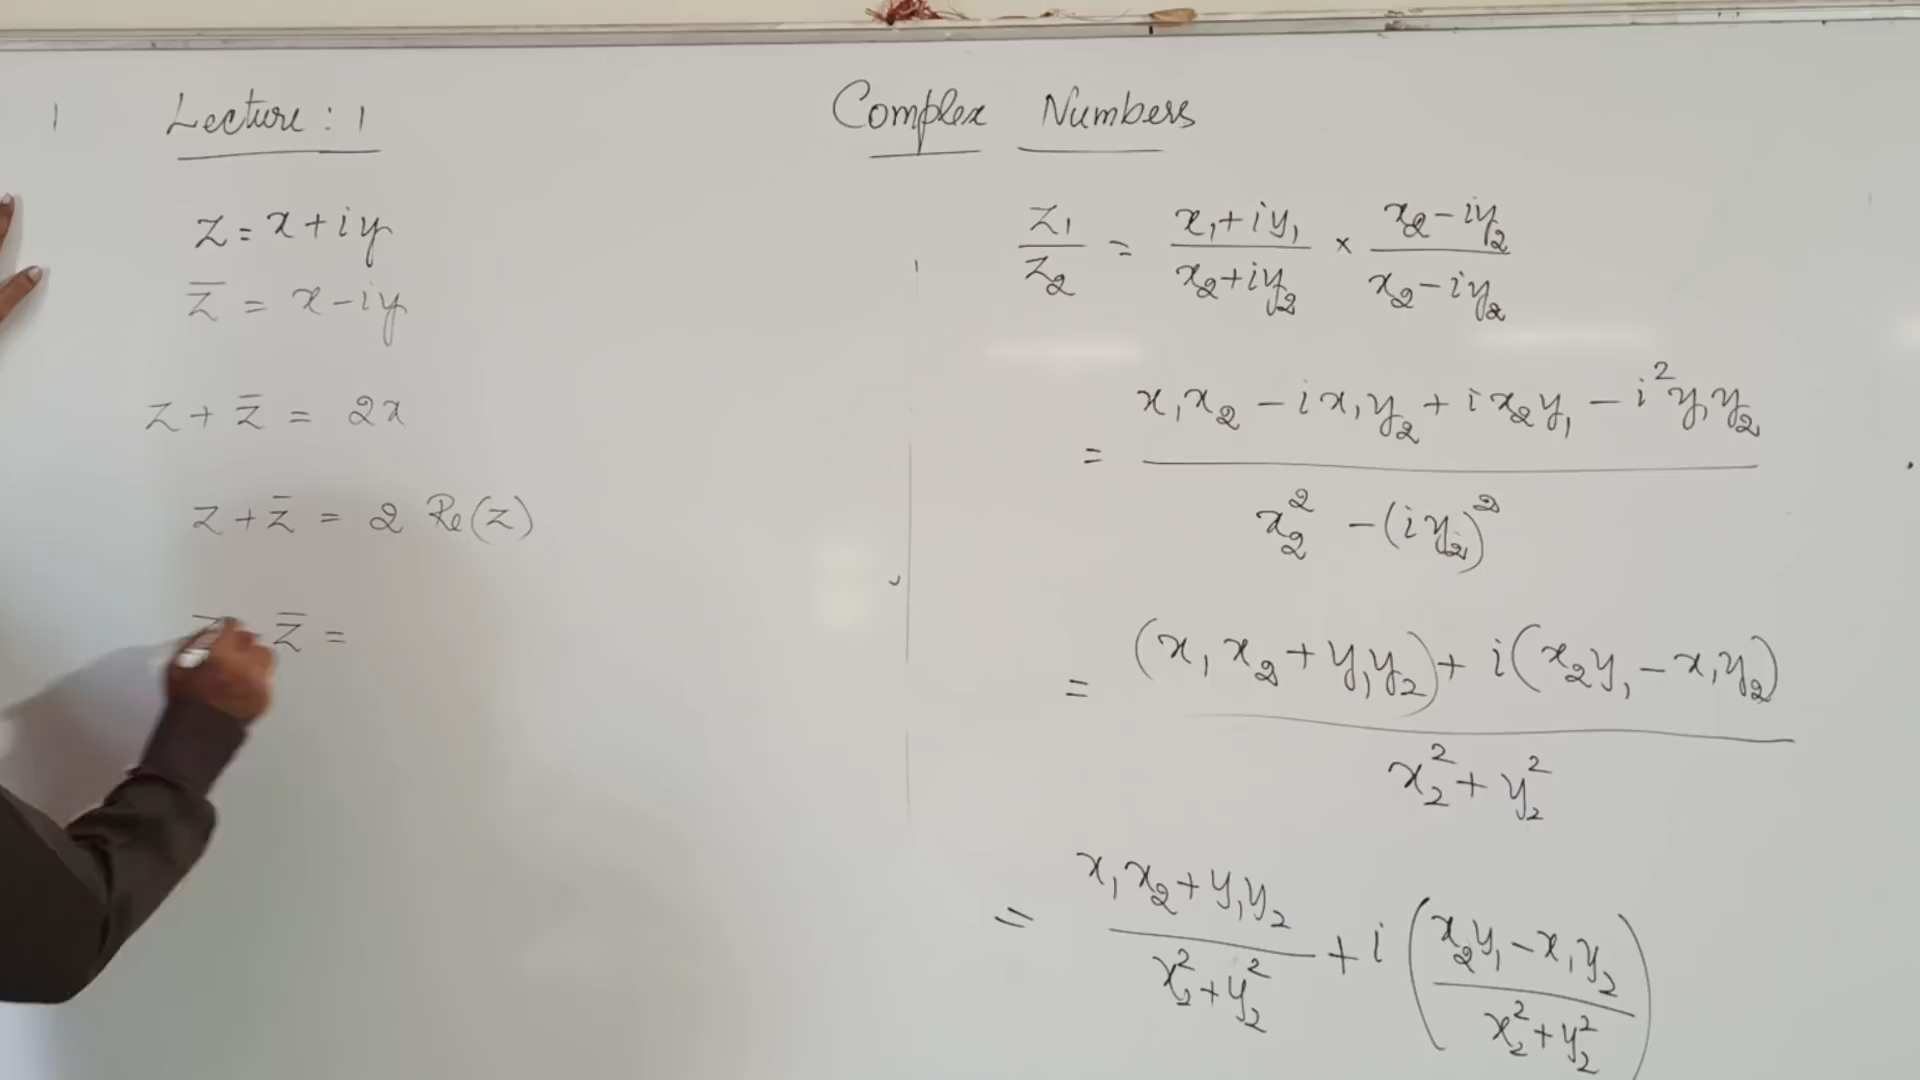 Lecture : 1
Complex Numbers
z = x + iy
z̅ = x - iy
z + z̅ = 2x
z + z̅ = 2 Re(z)
z̅ =
z₁/z₂ = (x₁+iy₁)/(x₂+iy₂) × (x₂-iy₂)/(x₂-iy₂)
= (x₁x₂ - ix₁y₂ + ix₂y₁ - i²y₁y₂)/(x₂² - (iy₂)²)
= ((x₁x₂ + y₁y₂) + i(x₂y₁ - x₁y₂))/(x₂² + y₂²)
= (x₁x₂ + y₁y₂)/(x₂² + y₂²) + i((x₂y₁ - x₁y₂)/(x₂² + y₂²))